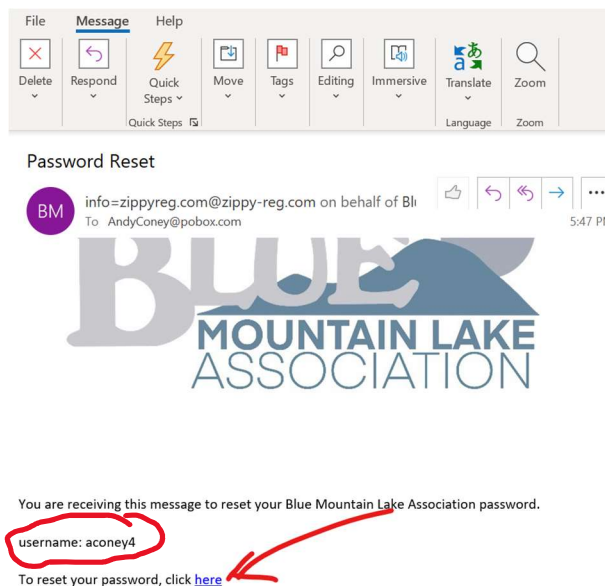 File Message Help
Delete Respond Quick Steps Move Tags Editing Immersive Translate Zoom
Quick Steps Language Zoom
Password Reset
BM
info=zippyreg.com@zippy-reg.com on behalf of Blu
To AndyConey@pobox.com
5:47 PM
BLUE
MOUNTAIN LAKE
ASSOCIATION
You are receiving this message to reset your Blue Mountain Lake Association password.
username: aconey4
To reset your password, click here